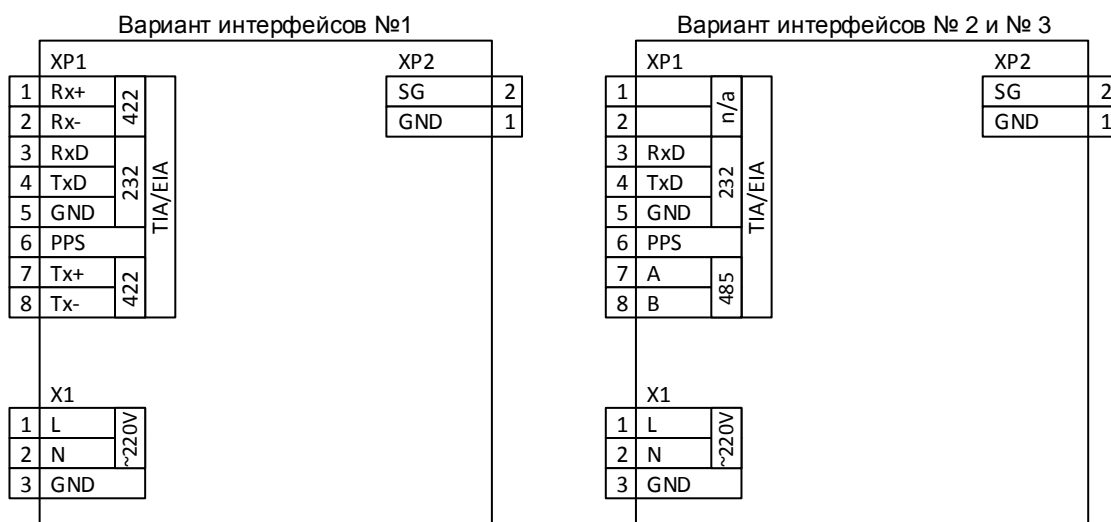 Вариант интерфейсов №1
XP1
XP2
1 Rx+ 422
SG 2
2 Rx-
GND 1
3 RxD 232 TIA/EIA
4 TxD
5 GND
6 PPS
7 Tx+ 422
8 Tx-
X1
1 L ~220V
2 N
3 GND
Вариант интерфейсов № 2 и № 3
XP1
XP2
1 n/a
SG 2
2
GND 1
3 RxD 232 TIA/EIA
4 TxD
5 GND
6 PPS
7 A 485
8 B
X1
1 L ~220V
2 N
3 GND